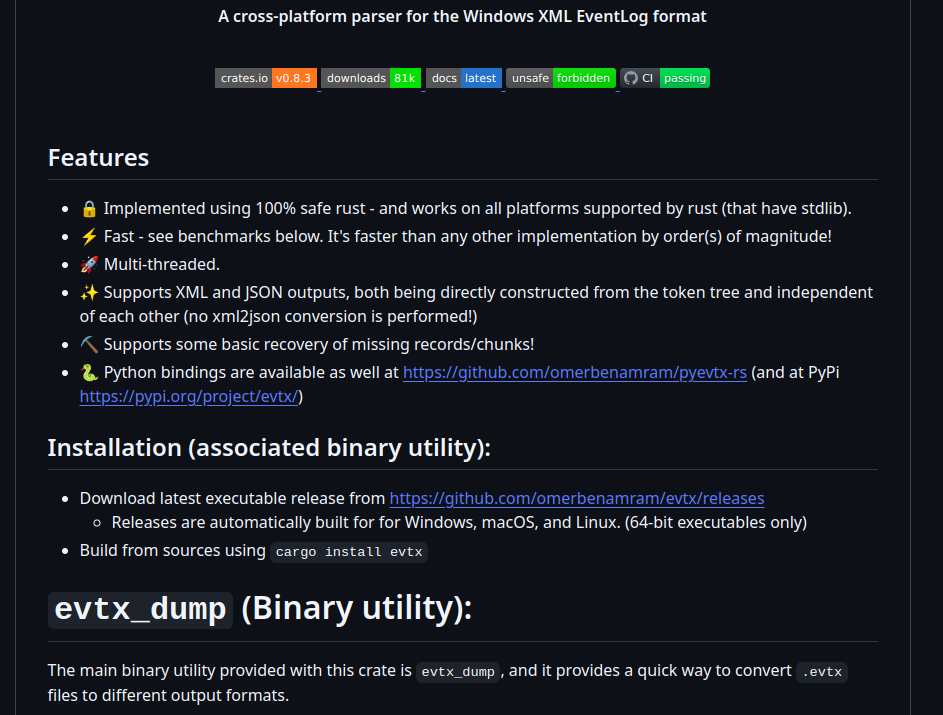 A cross-platform parser for the Windows XML EventLog format
crates.io v0.8.3 downloads 81k docs latest unsafe forbidden CI passing
Features
🔒 Implemented using 100% safe rust - and works on all platforms supported by rust (that have stdlib).
⚡ Fast - see benchmarks below. It's faster than any other implementation by order(s) of magnitude!
🚀 Multi-threaded.
✨ Supports XML and JSON outputs, both being directly constructed from the token tree and independent
of each other (no xml2json conversion is performed!)
⛏️ Supports some basic recovery of missing records/chunks!
🐍 Python bindings are available as well at https://github.com/omerbenamram/pyevtx-rs (and at PyPi
https://pypi.org/project/evtx/)
Installation (associated binary utility):
Download latest executable release from https://github.com/omerbenamram/evtx/releases
Releases are automatically built for for Windows, macOS, and Linux. (64-bit executables only)
Build from sources using cargo install evtx
evtx_dump (Binary utility):
The main binary utility provided with this crate is evtx_dump, and it provides a quick way to convert .evtx
files to different output formats.